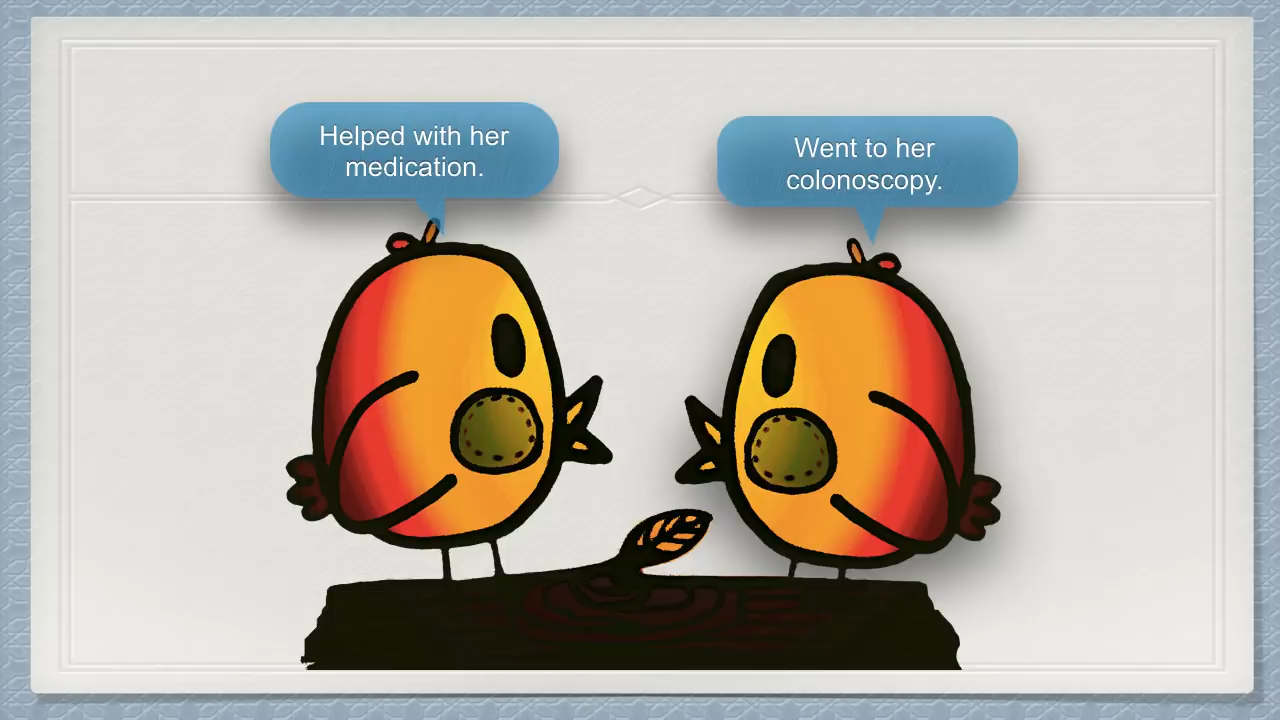 Helped with her
medication.
Went to her
colonoscopy.